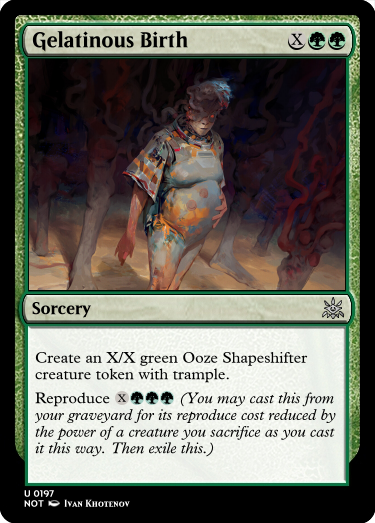 Gelatinous Birth X
Sorcery
Create an X/X green Ooze Shapeshifter
creature token with trample.
Reproduce X (You may cast this from
your graveyard for its reproduce cost reduced by
the power of a creature you sacrifice as you cast
it this way. Then exile this.)
U 0197
NOT Ivan Khotenov